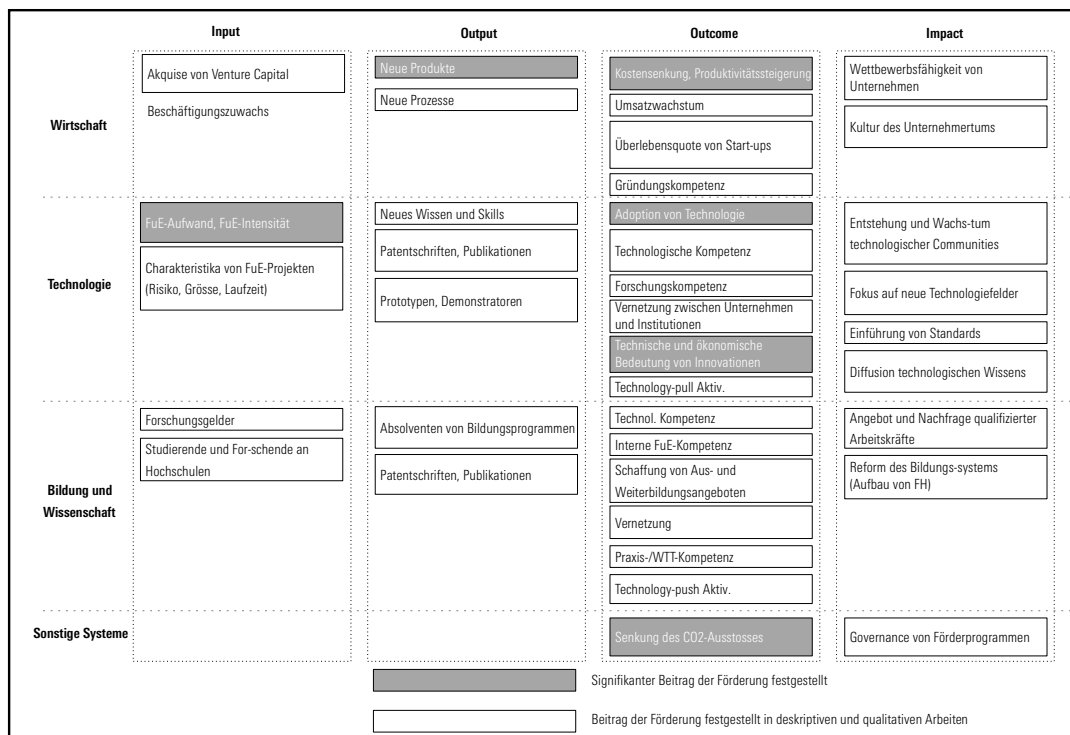 Input
Output
Outcome
Impact
Wirtschaft
Akquise von Venture Capital
Beschäftigungszuwachs
Neue Produkte
Neue Prozesse
Kostensenkung, Produktivitätssteigerung
Umsatzwachstum
Überlebensquote von Start-ups
Gründungskompetenz
Wettbewerbsfähigkeit von
Unternehmen
Kultur des Unternehmertums
Technologie
FuE-Aufwand, FuE-Intensität
Charakteristika von FuE-Projekten
(Risiko, Grösse, Laufzeit)
Neues Wissen und Skills
Patentschriften, Publikationen
Prototypen, Demonstratoren
Adoption von Technologie
Technologische Kompetenz
Forschungskompetenz
Vernetzung zwischen Unternehmen
und Institutionen
Technische und ökonomische
Bedeutung von Innovationen
Technology-pull Aktiv.
Entstehung und Wachs-tum
technologischer Communities
Fokus auf neue Technologiefelder
Einführung von Standards
Diffusion technologischen Wissens
Bildung und
Wissenschaft
Forschungsgelder
Studierende und For-schende an
Hochschulen
Absolventen von Bildungsprogrammen
Patentschriften, Publikationen
Technol. Kompetenz
Interne FuE-Kompetenz
Schaffung von Aus- und
Weiterbildungsangeboten
Vernetzung
Praxis-/WTT-Kompetenz
Technology-push Aktiv.
Angebot und Nachfrage qualifizierter
Arbeitskräfte
Reform des Bildungs-systems
(Aufbau von FH)
Sonstige Systeme
Senkung des CO2-Ausstosses
Governance von Förderprogrammen
Signifikanter Beitrag der Förderung festgestellt
Beitrag der Förderung festgestellt in deskriptiven und qualitativen Arbeiten